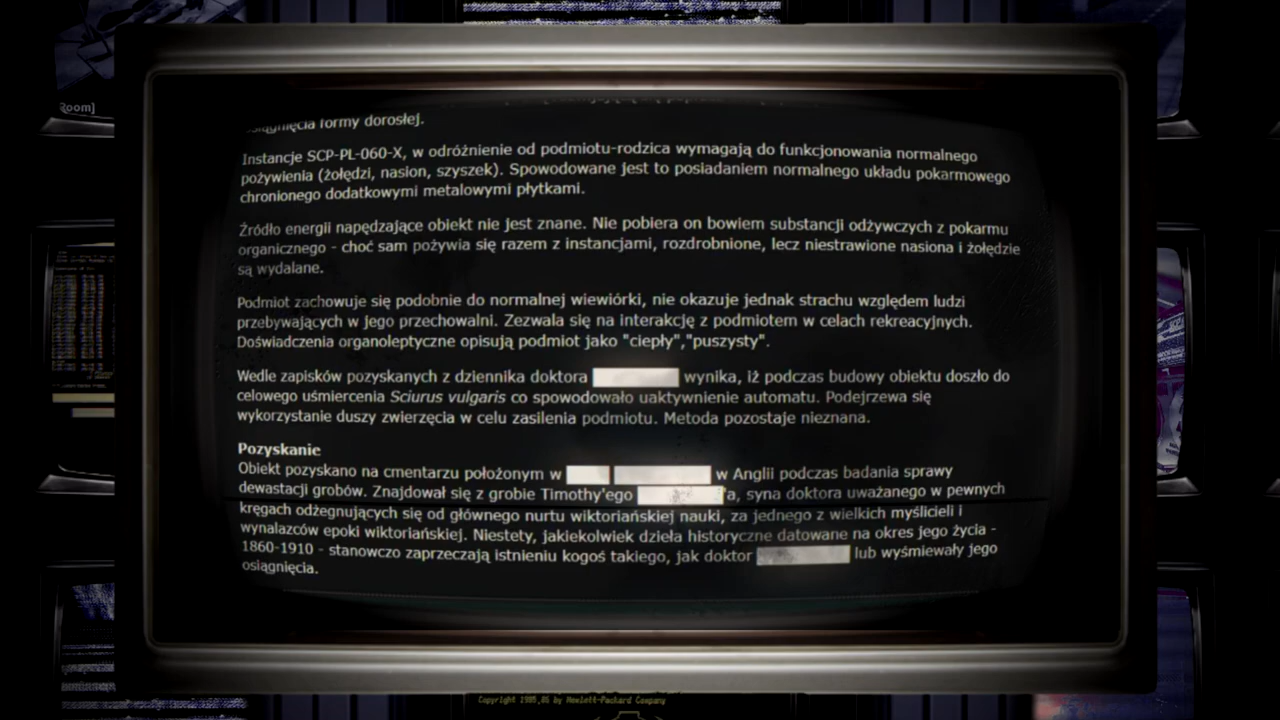 Room]
formy dorosłej.
Instancje SCP-PL-060-X, w odróżnienie od podmiotu-rodzica wymagają do funkcjonowania normalnego
pożywienia (żołędzi, nasion, szyszek). Spowodowane jest to posiadaniem normalnego układu pokarmowego
chronionego dodatkowymi metalowymi płytkami.
Źródło energii napędzające obiekt nie jest znane. Nie pobiera on bowiem substancji odżywczych z pokarmu
organicznego - choć sam pożywia się razem z instancjami, rozdrobnione, lecz niestrawione nasiona i żołędzie
są wydalane.
Podmiot zachowuje się podobnie do normalnej wiewiórki, nie okazuje jednak strachu względem ludzi
przebywających w jego przechowalni. Zezwala się na interakcję z podmiotem w celach rekreacyjnych.
Doświadczenia organoleptyczne opisują podmiot jako "ciepły","puszysty".
Wedle zapisków pozyskanych z dziennika doktora wynika, iż podczas budowy obiektu doszło do
celowego uśmiercenia Sciurus vulgaris co spowodowało uaktywnienie automatu. Podejrzewa się
wykorzystanie duszy zwierzęcia w celu zasilenia podmiotu. Metoda pozostaje nieznana.
Pozyskanie
Obiekt pozyskano na cmentarzu położonym w w Anglii podczas badania sprawy
dewastacji grobów. Znajdował się z grobie Timothy'ego 'a, syna doktora uważanego w pewnych
kręgach odżegnujących się od głównego nurtu wiktoriańskiej nauki, za jednego z wielkich myślicieli i
wynalazców epoki wiktoriańskiej. Niestety, jakiekolwiek dzieła historyczne datowane na okres jego życia -
1860-1910 - stanowczo zaprzeczają istnieniu kogoś takiego, jak doktor lub wyśmiewały jego
osiągnięcia.
Copyright 1985,86 by Hewlett-Packard Company